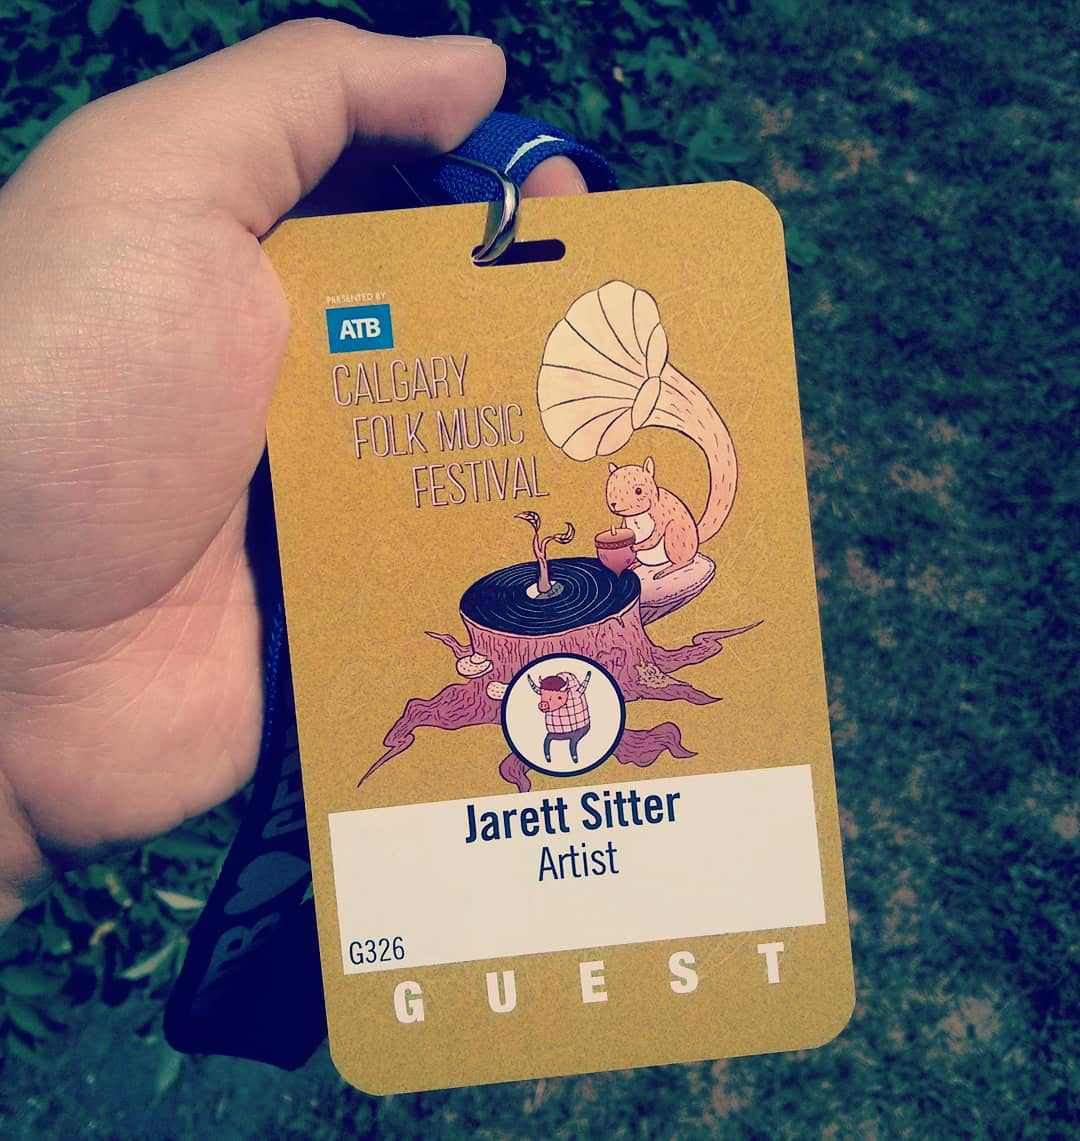 PRESENTED BY
ATB
CALGARY
FOLK MUSIC
FESTIVAL
Jarett Sitter
Artist
G326
GUEST